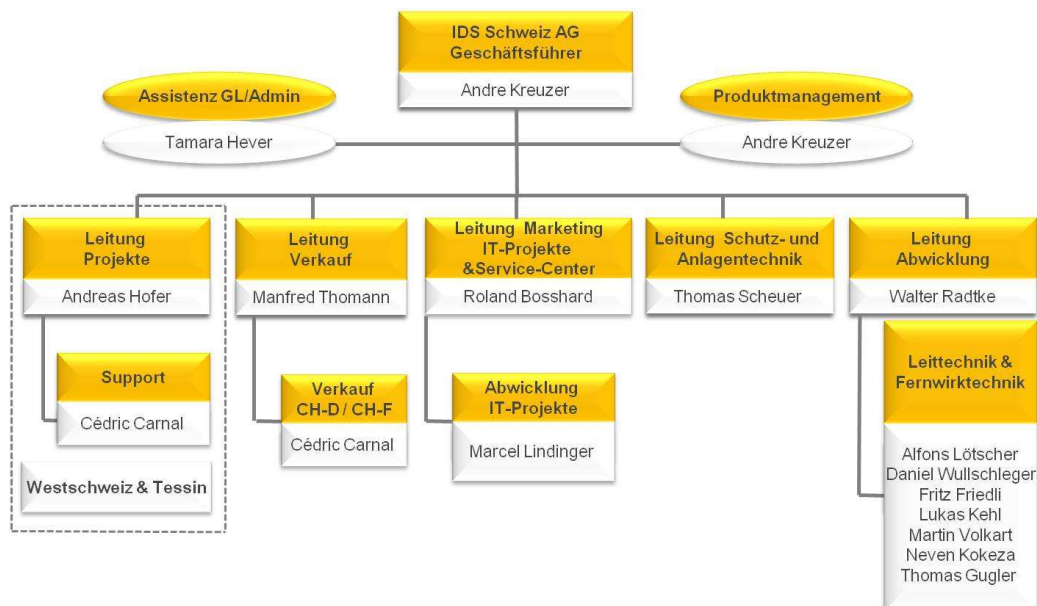 IDS Schweiz AG
Geschäftsführer
Andre Kreuzer
Assistenz GL/Admin
Tamara Hever
Produktmanagement
Andre Kreuzer
Leitung
Projekte
Andreas Hofer
Leitung
Verkauf
Manfred Thomann
Leitung Marketing
IT-Projekte
&Service-Center
Roland Bosshard
Leitung Schutz- und
Anlagentechnik
Thomas Scheuer
Leitung
Abwicklung
Walter Radtke
Support
Cédric Carnal
Westschweiz & Tessin
Verkauf
CH-D / CH-F
Cédric Carnal
Abwicklung
IT-Projekte
Marcel Lindinger
Leittechnik &
Fernwirktechnik
Alfons Lötscher
Daniel Wullschleger
Fritz Friedli
Lukas Kehl
Martin Volkart
Neven Kokeza
Thomas Gugler